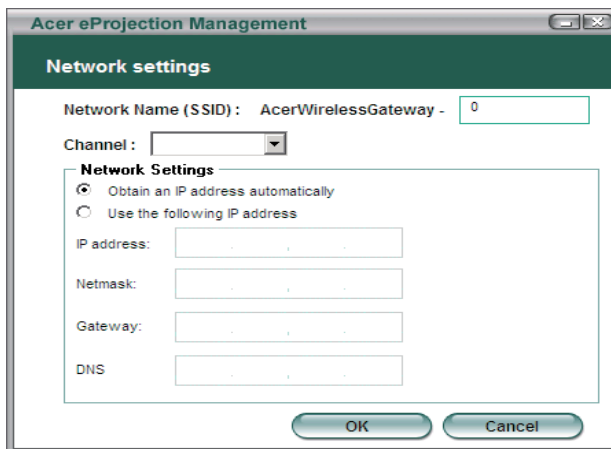 Acer eProjection Management
Network settings
Network Name (SSID) : AcerWirelessGateway - 0
Channel :
Network Settings
Obtain an IP address automatically
Use the following IP address
IP address:
Netmask:
Gateway:
DNS
OK Cancel